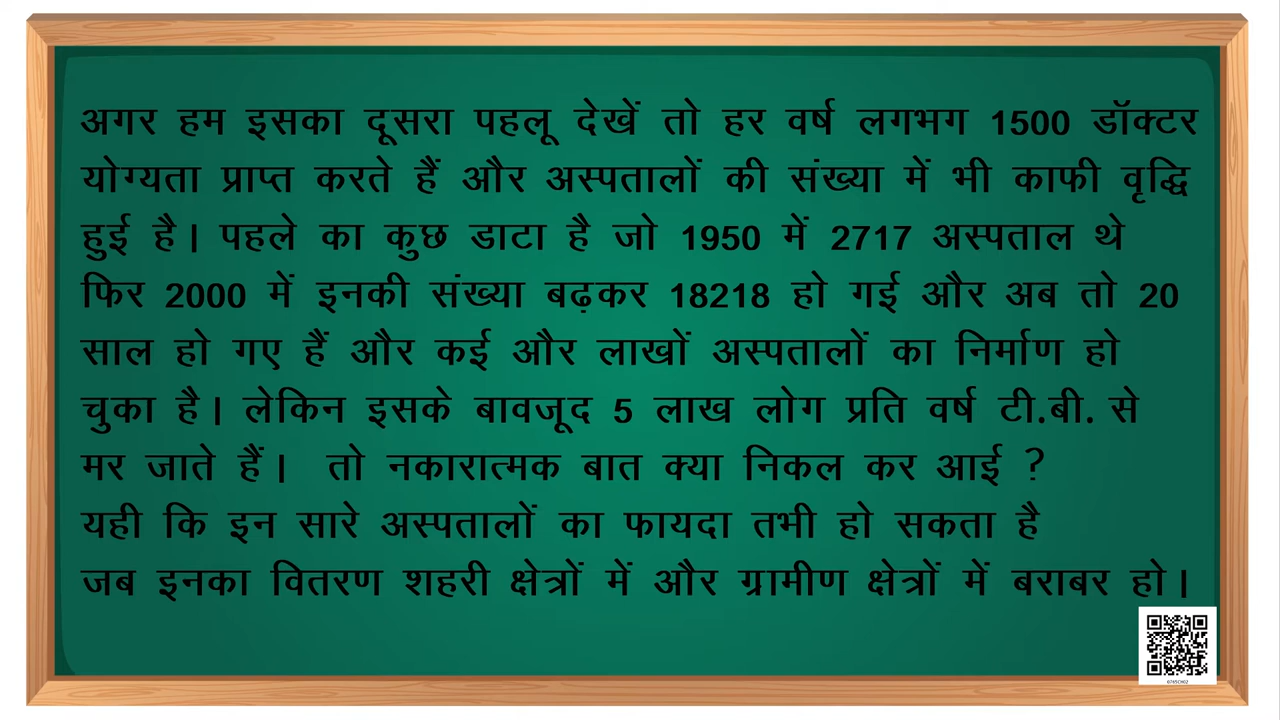 अगर हम इसका दूसरा पहलू देखें तो हर वर्ष लगभग 1500 डॉक्टर
योग्यता प्राप्त करते हैं और अस्पतालों की संख्या में भी काफी वृद्धि
हुई है। पहले का कुछ डाटा है जो 1950 में 2717 अस्पताल थे
फिर 2000 में इनकी संख्या बढ़कर 18218 हो गई और अब तो 20
साल हो गए हैं और कई और लाखों अस्पतालों का निर्माण हो
चुका है। लेकिन इसके बावजूद 5 लाख लोग प्रति वर्ष टी.बी. से
मर जाते हैं। तो नकारात्मक बात क्या निकल कर आई ?
यही कि इन सारे अस्पतालों का फायदा तभी हो सकता है
जब इनका वितरण शहरी क्षेत्रों में और ग्रामीण क्षेत्रों में बराबर हो।
0765CH02